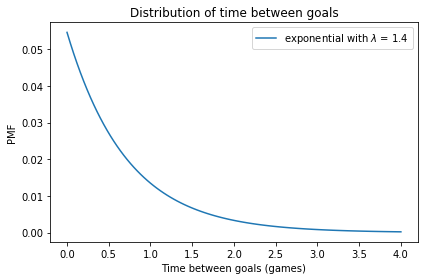 Distribution of time between goals
exponential with λ = 1.4
PMF
0.05
0.04
0.03
0.02
0.01
0.00
0.0 0.5 1.0 1.5 2.0 2.5 3.0 3.5 4.0
Time between goals (games)